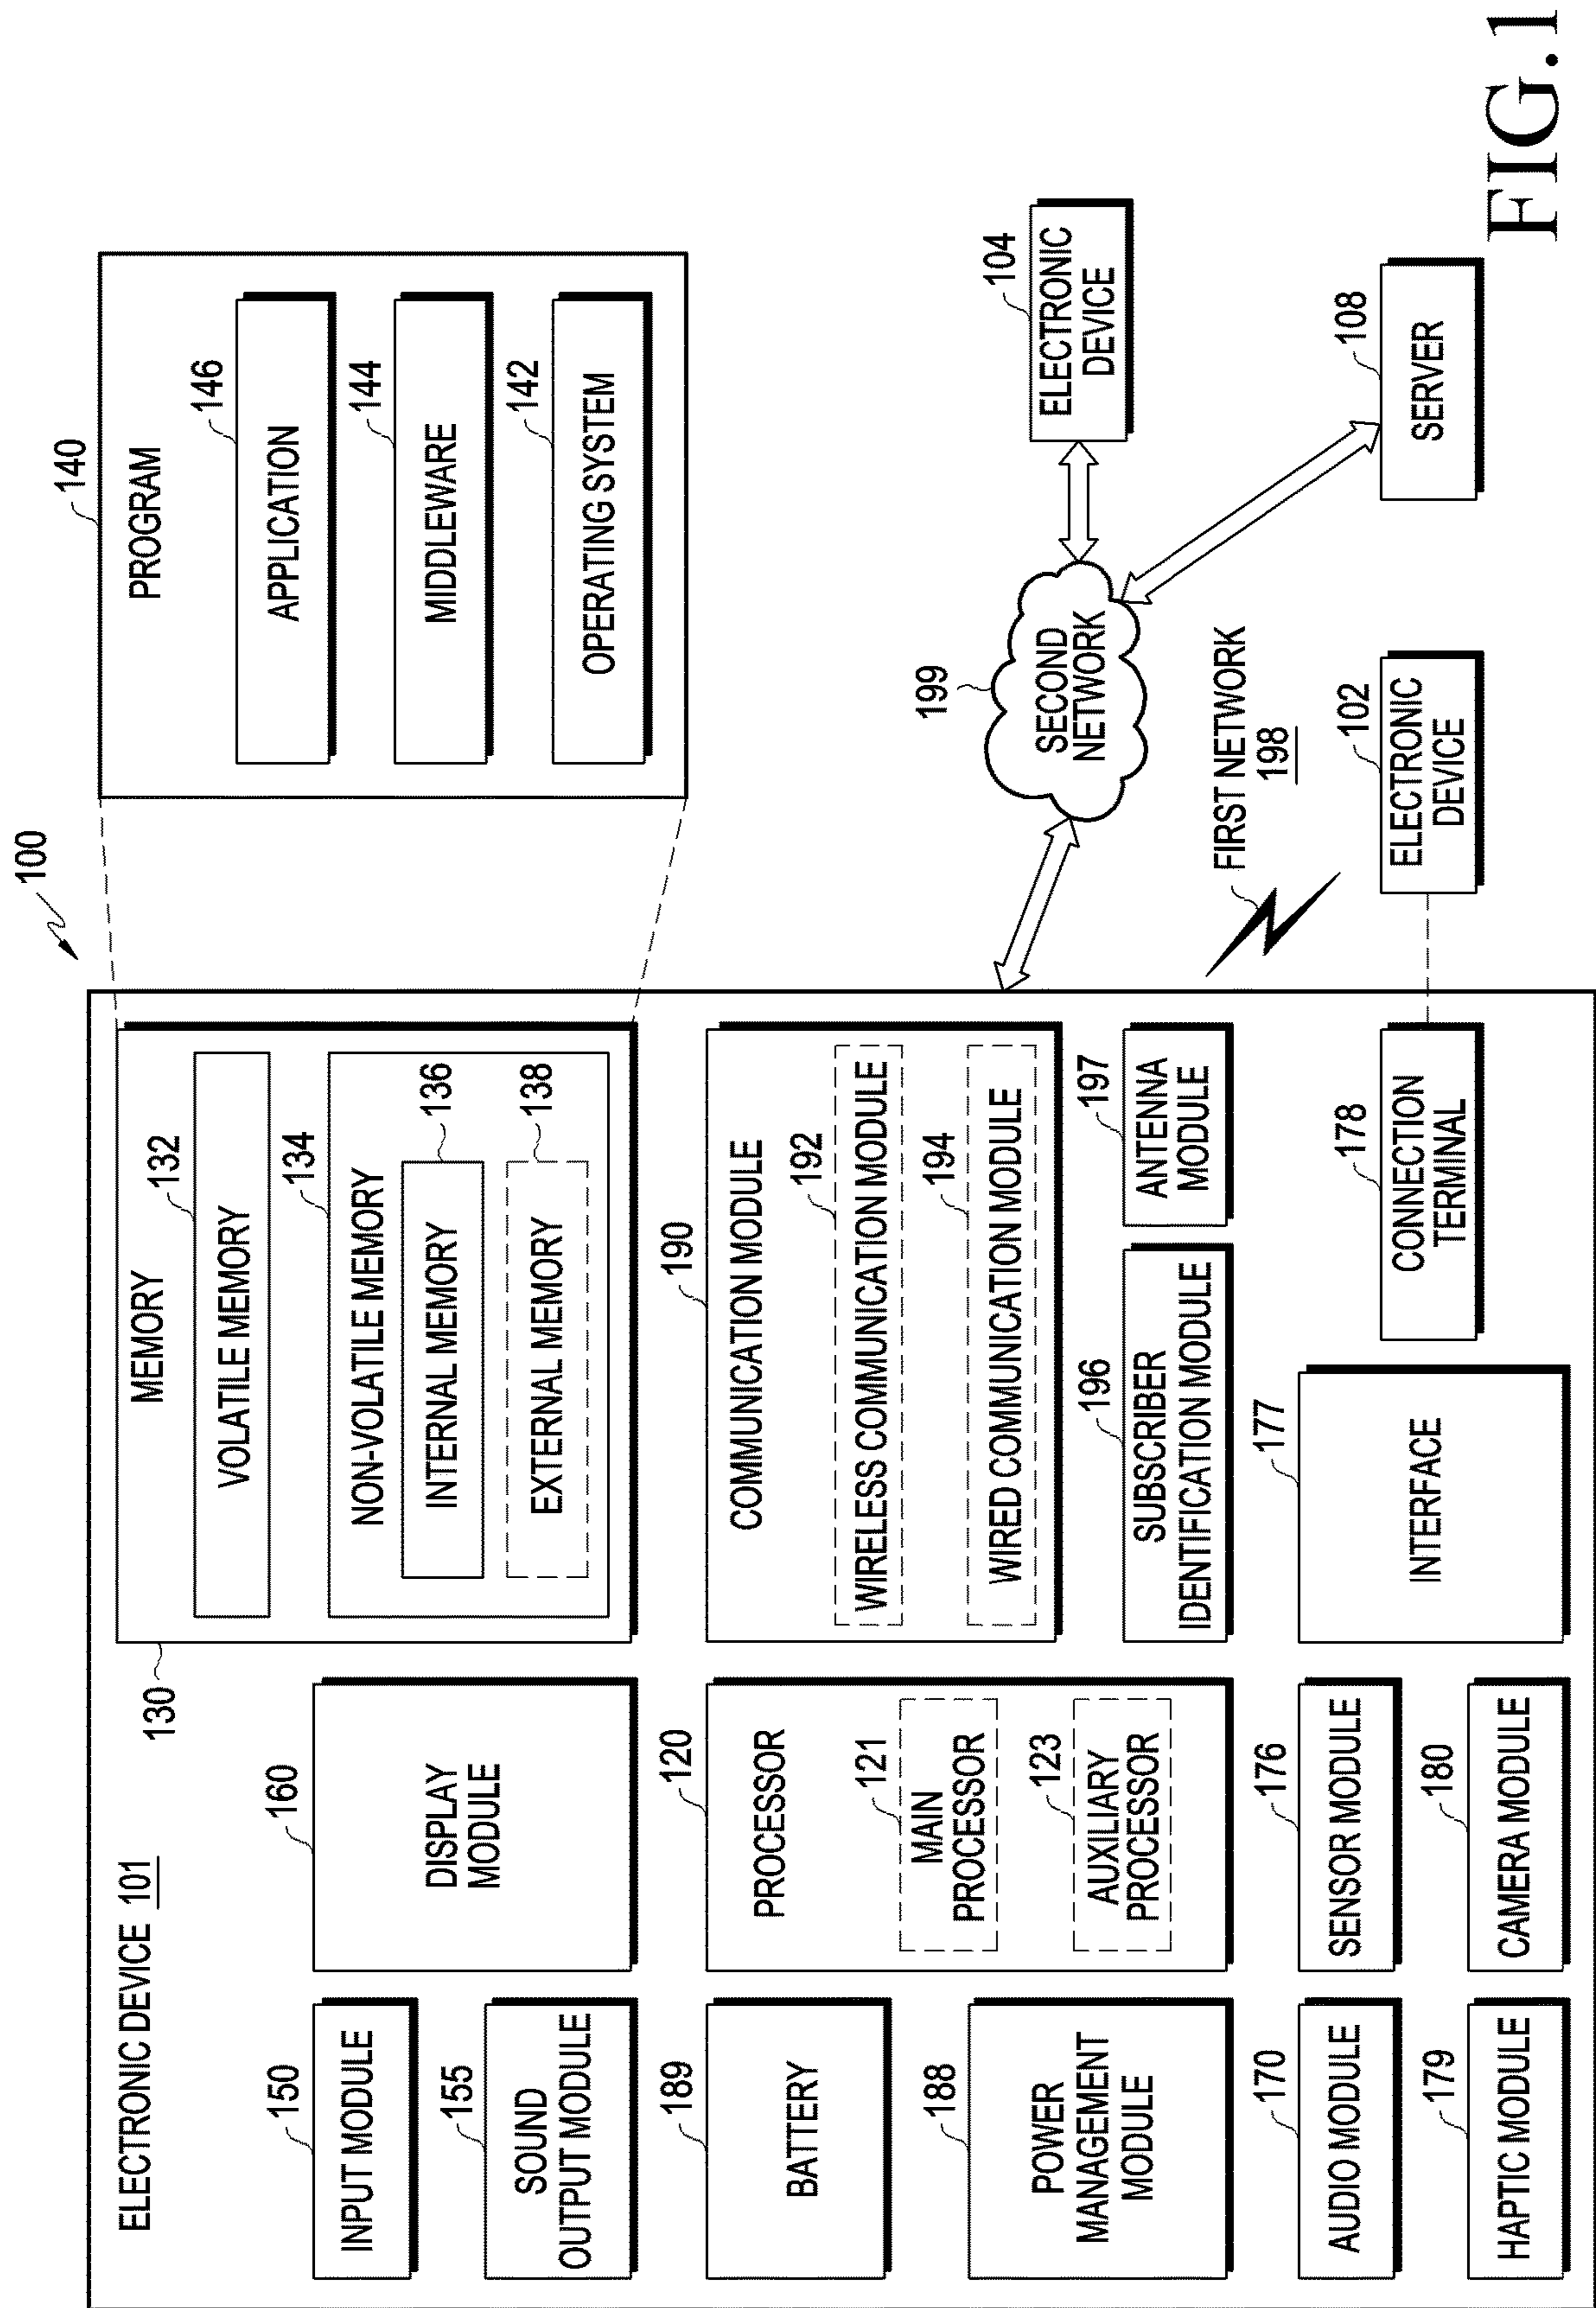 100
ELECTRONIC DEVICE 101
150
INPUT MODULE
155
SOUND
OUTPUT MODULE
160
DISPLAY
MODULE
130
MEMORY
132
VOLATILE MEMORY
134
NON-VOLATILE MEMORY
136
INTERNAL MEMORY
138
EXTERNAL MEMORY
140
PROGRAM
146
APPLICATION
144
MIDDLEWARE
142
OPERATING SYSTEM
189
BATTERY
188
POWER
MANAGEMENT
MODULE
120
PROCESSOR
121
MAIN
PROCESSOR
123
AUXILIARY
PROCESSOR
190
COMMUNICATION MODULE
192
WIRELESS COMMUNICATION MODULE
194
WIRED COMMUNICATION MODULE
196
SUBSCRIBER
IDENTIFICATION MODULE
197
ANTENNA
MODULE
170
AUDIO MODULE
176
SENSOR MODULE
177
INTERFACE
178
CONNECTION
TERMINAL
179
HAPTIC MODULE
180
CAMERA MODULE
199
SECOND
NETWORK
104
ELECTRONIC
DEVICE
FIRST NETWORK
198
102
ELECTRONIC
DEVICE
108
SERVER
FIG.1